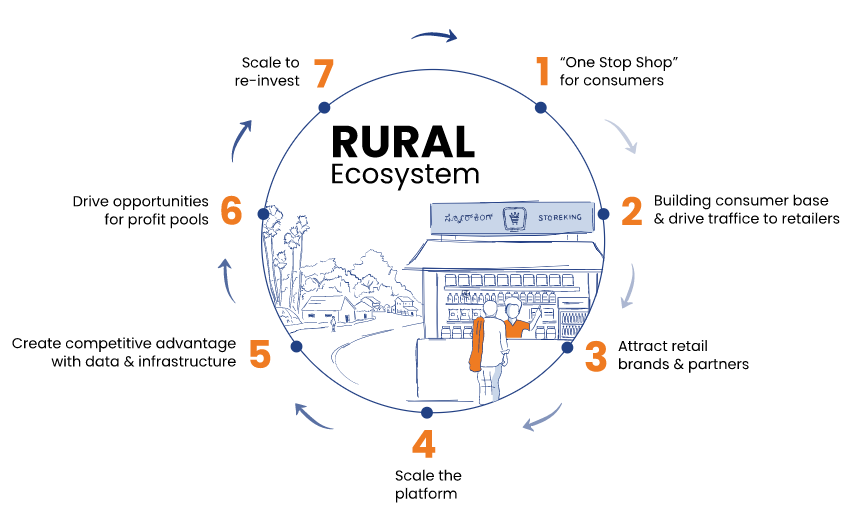 RURAL
Ecosystem
1
“One Stop Shop”
for consumers
2
Building consumer base
& drive traffice to retailers
3
Attract retail
brands & partners
4
Scale the
platform
5
Create competitive advantage
with data & infrastructure
6
Drive opportunities
for profit pools
7
Scale to
re-invest
ಸ್ಟೋರ್‌ಕಿಂಗ್ STOREKING